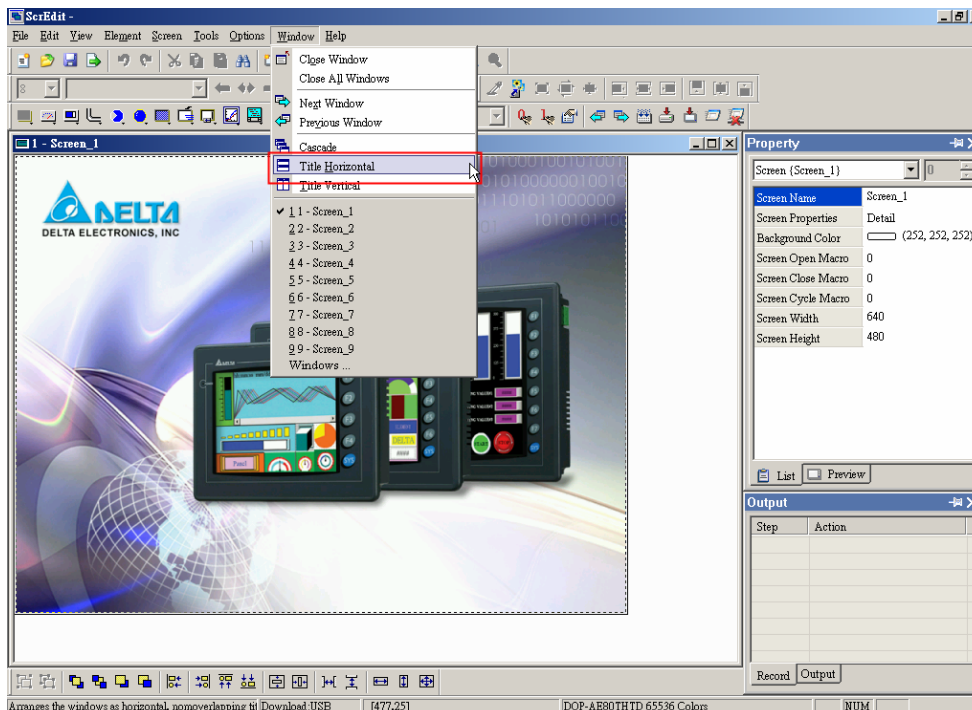 ScrEdit -
File Edit View Element Screen Tools Options Window Help
Close Window
Close All Windows
Next Window
Previous Window
Cascade
Title Horizontal
Title Vertical
1 1 - Screen_1
2 2 - Screen_2
3 3 - Screen_3
4 4 - Screen_4
5 5 - Screen_5
6 6 - Screen_6
7 7 - Screen_7
8 8 - Screen_8
9 9 - Screen_9
Windows ...
8
1 - Screen_1
DELTA
DELTA ELECTRONICS, INC
Property
Screen {Screen_1}
0
Screen Name Screen_1
Screen Properties Detail
Background Color (252, 252, 252)
Screen Open Macro 0
Screen Close Macro 0
Screen Cycle Macro 0
Screen Width 640
Screen Height 480
List Preview
Output
Step Action
Record Output
Arranges the windows as horizontal, nonoverlapping til Download:USB [477,25] DOP-AE80THTD 65536 Colors NUM